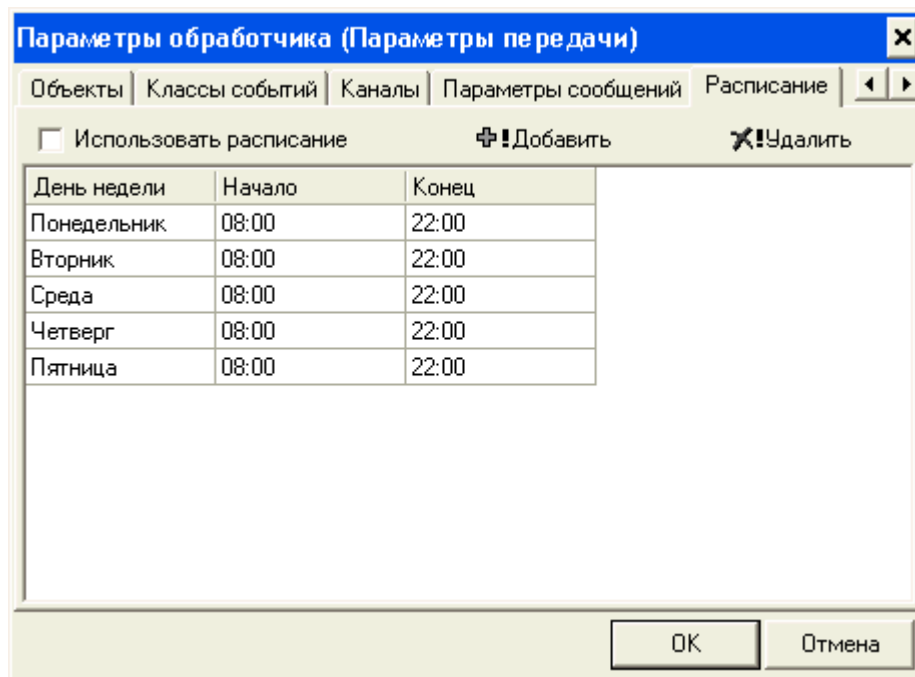 Параметры обработчика (Параметры передачи)
Объекты Классы событий Каналы Параметры сообщений Расписание
Использовать расписание !Добавить !Удалить
День недели Начало Конец
Понедельник 08:00 22:00
Вторник 08:00 22:00
Среда 08:00 22:00
Четверг 08:00 22:00
Пятница 08:00 22:00
OK Отмена